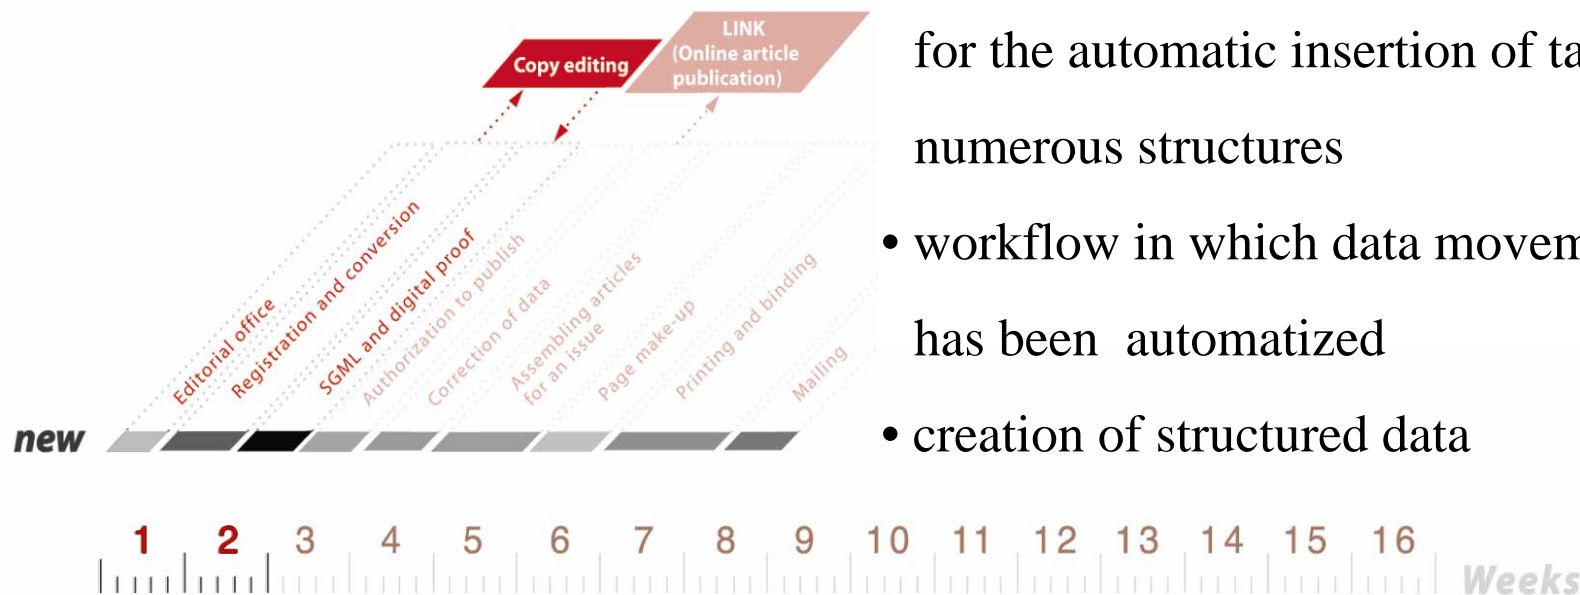 LINK
(Online article
publication)
Copy editing
for the automatic insertion of
numerous structures
• workflow in which data
has been automatized
• creation of structured data
Editorial office
Registration and conversion
SGML and digital proof
Authorization to publish
Correction of data
Assembling articles
for an issue
Page make-up
Printing and binding
Mailing
new
1 2 3 4 5 6 7 8 9 10 11 12 13 14 15 16
Weeks